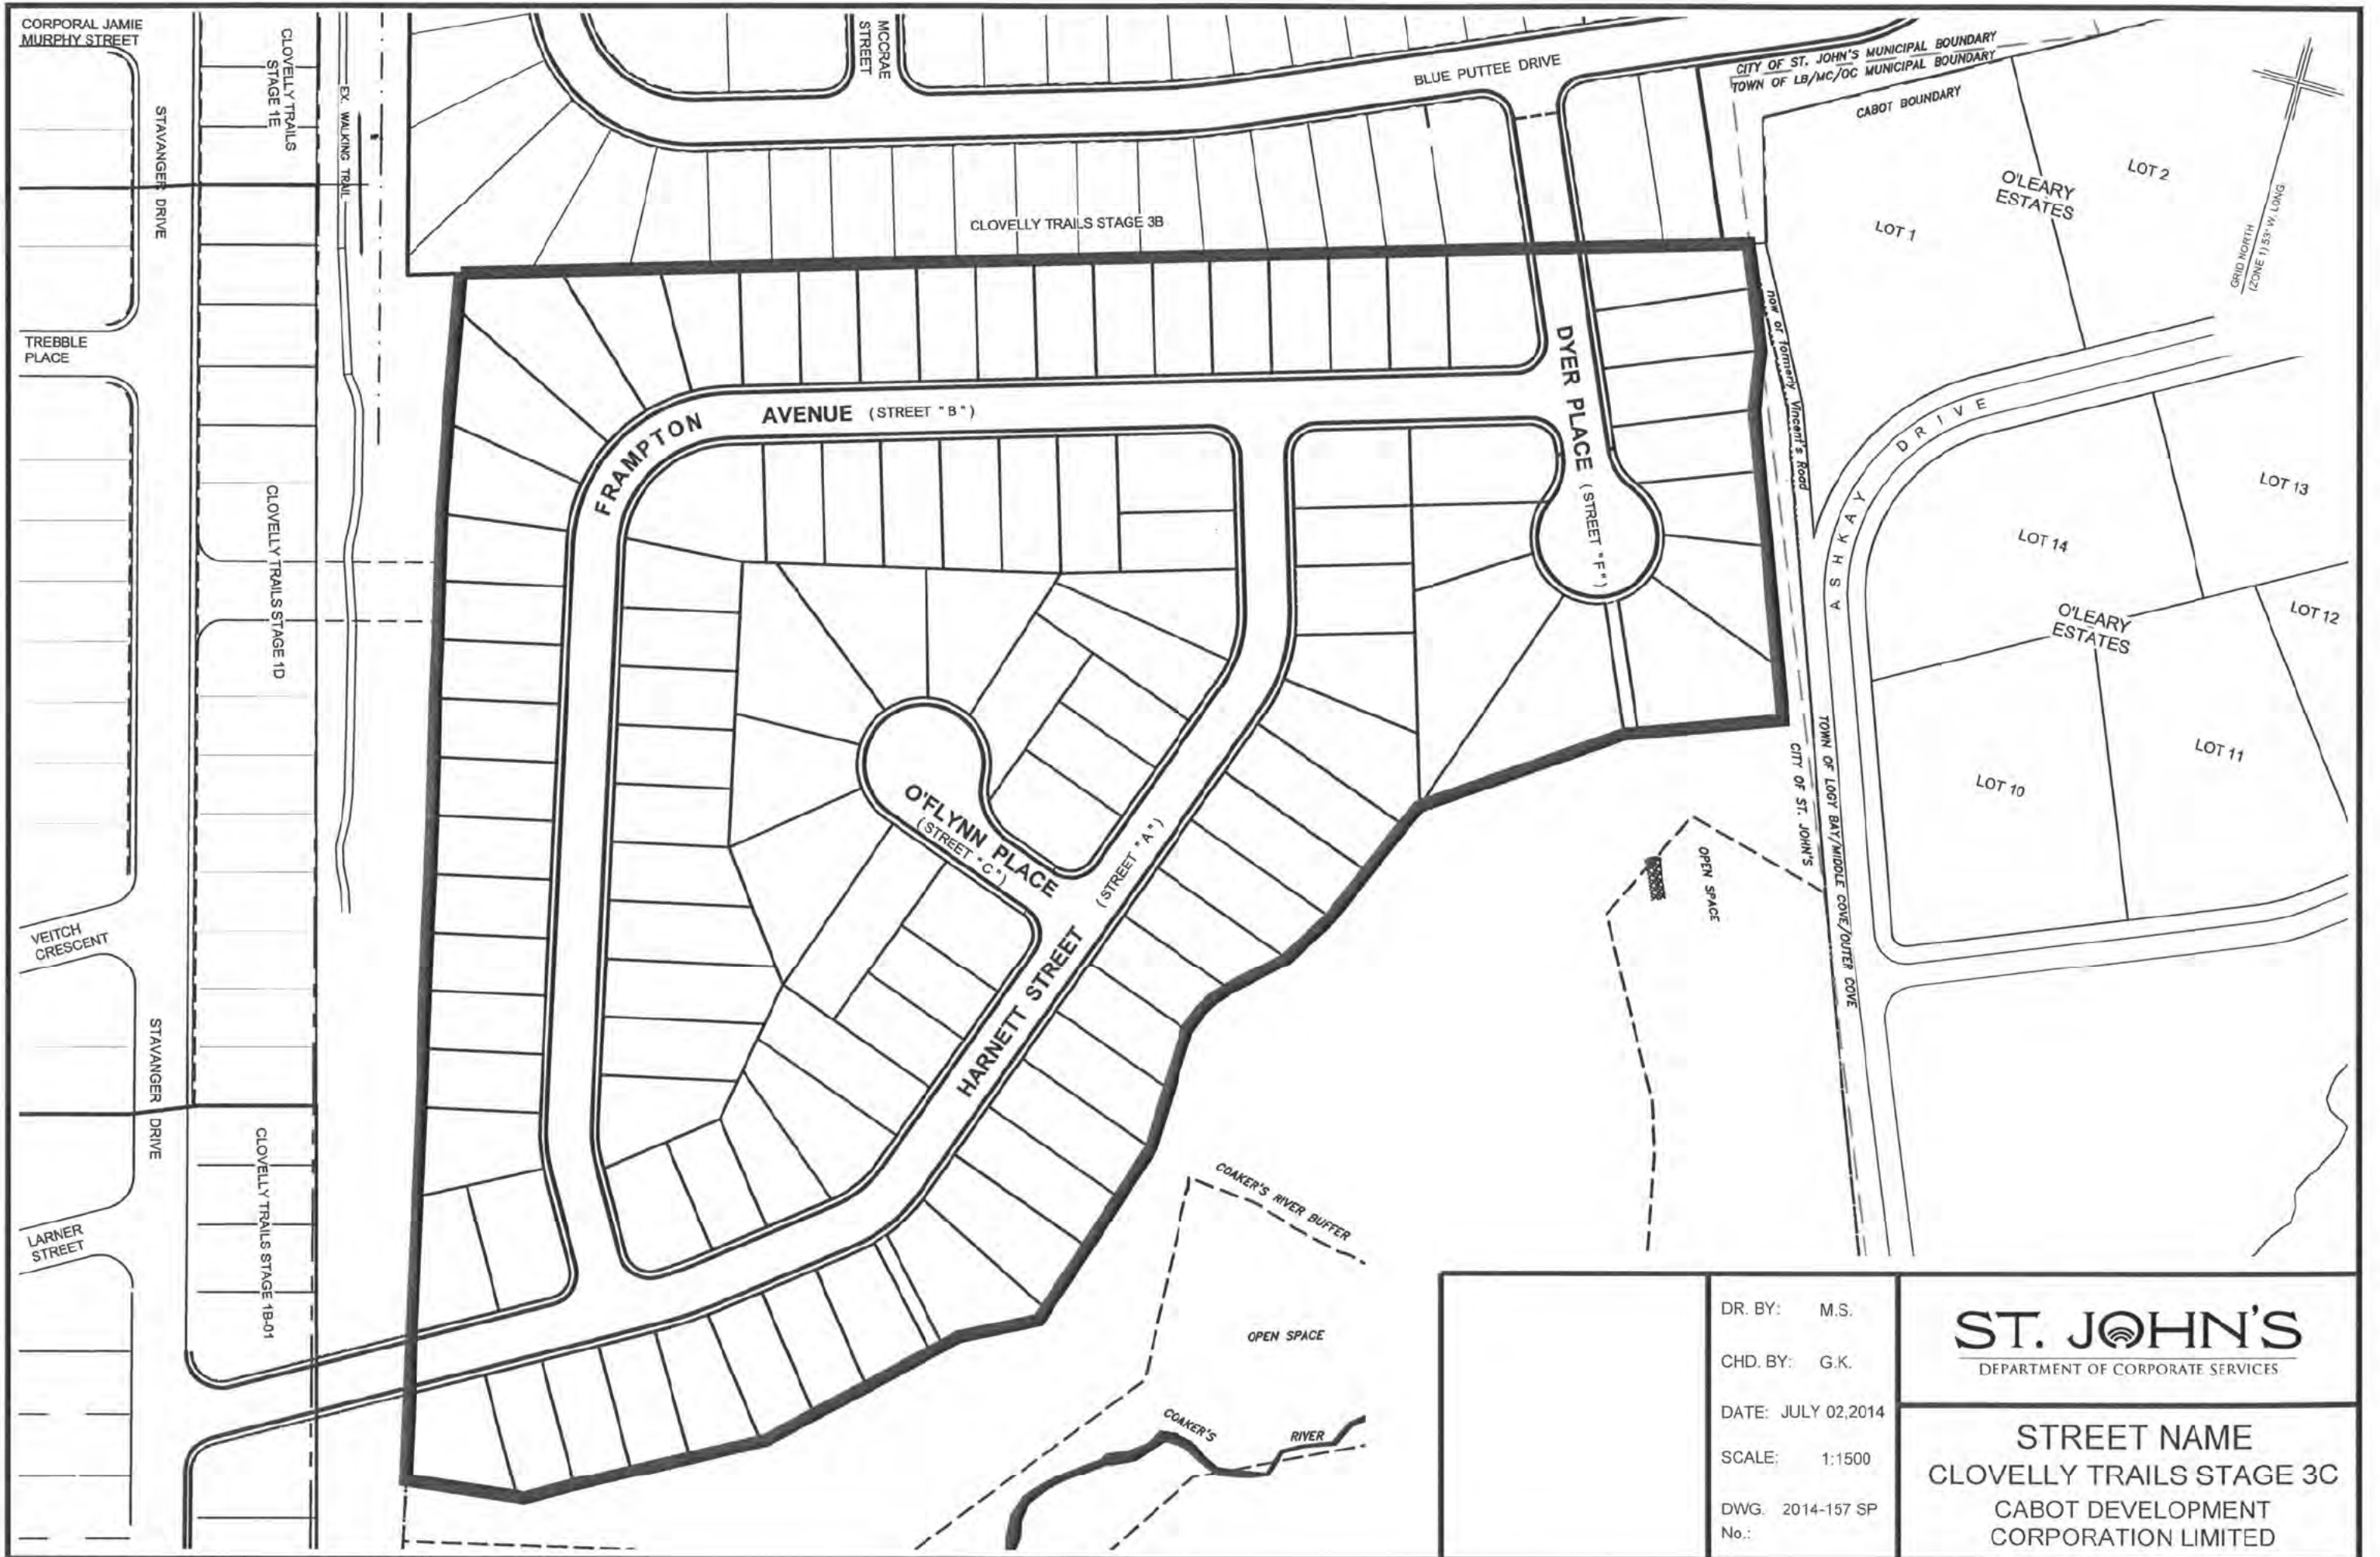 CORPORAL JAMIE
MURPHY STREET
STAVANGER DRIVE
CLOVELLY TRAILS
STAGE 1E
EX. WALKING TRAIL
MCCRAE
STREET
BLUE PUTTEE DRIVE
CITY OF ST. JOHN'S MUNICIPAL BOUNDARY
TOWN OF LB/MC/OC MUNICIPAL BOUNDARY
CABOT BOUNDARY
O'LEARY
ESTATES
LOT 2
LOT 1
GRID NORTH
(ZONE 1) 53° W. LONG.
CLOVELLY TRAILS STAGE 3B
TREBBLE
PLACE
now or formerly Vincent's Road
DYER PLACE (STREET "F")
FRAMPTON AVENUE (STREET "B")
ASHKAY DRIVE
CLOVELLY TRAILS STAGE 1D
LOT 13
LOT 14
LOT 12
O'LEARY
ESTATES
LOT 11
LOT 10
TOWN OF LOGY BAY/MIDDLE COVE/OUTER COVE
CITY OF ST. JOHN'S
O'FLYNN PLACE
(STREET "C")
HARNETT STREET (STREET "A")
OPEN SPACE
VEITCH
CRESCENT
STAVANGER DRIVE
CLOVELLY TRAILS STAGE 1B-01
LARNER
STREET
COAKER'S RIVER BUFFER
OPEN SPACE
COAKER'S RIVER
DR. BY: M.S.
CHD. BY: G.K.
DATE: JULY 02,2014
SCALE: 1:1500
DWG. 2014-157 SP
No.:
ST. JOHN'S
DEPARTMENT OF CORPORATE SERVICES
STREET NAME
CLOVELLY TRAILS STAGE 3C
CABOT DEVELOPMENT
CORPORATION LIMITED